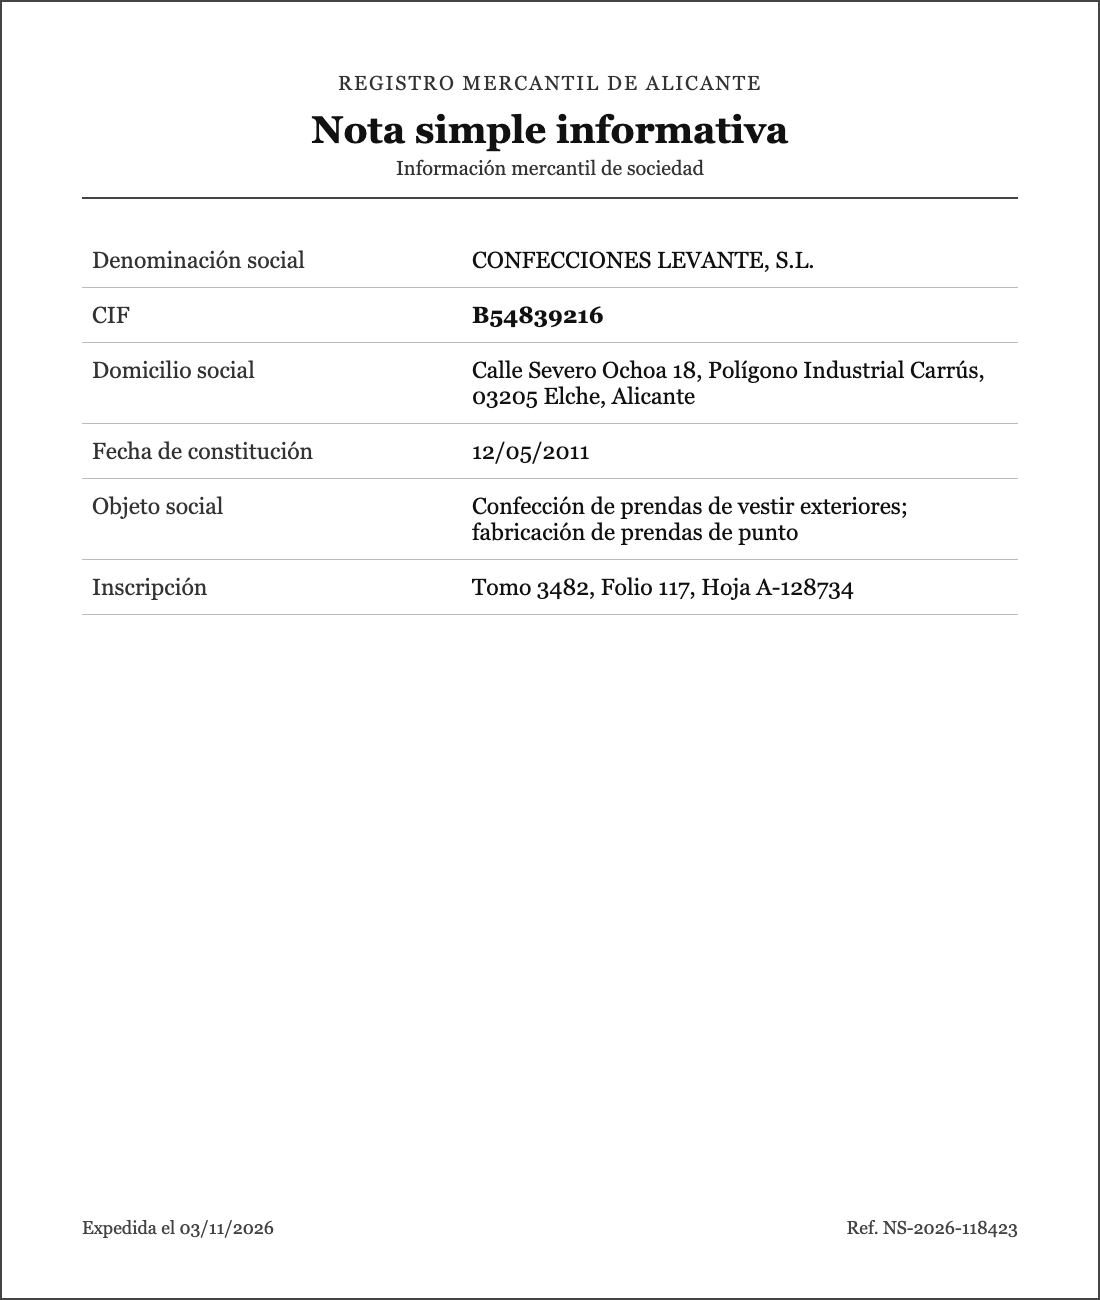 REGISTRO MERCANTIL DE ALICANTE
Nota simple informativa
Información mercantil de sociedad
Denominación social CONFECCIONES LEVANTE, S.L.
CIF B54839216
Domicilio social Calle Severo Ochoa 18, Polígono Industrial Carrús,
03205 Elche, Alicante
Fecha de constitución 12/05/2011
Objeto social Confección de prendas de vestir exteriores;
fabricación de prendas de punto
Inscripción Tomo 3482, Folio 117, Hoja A-128734
Expedida el 03/11/2026 Ref. NS-2026-118423